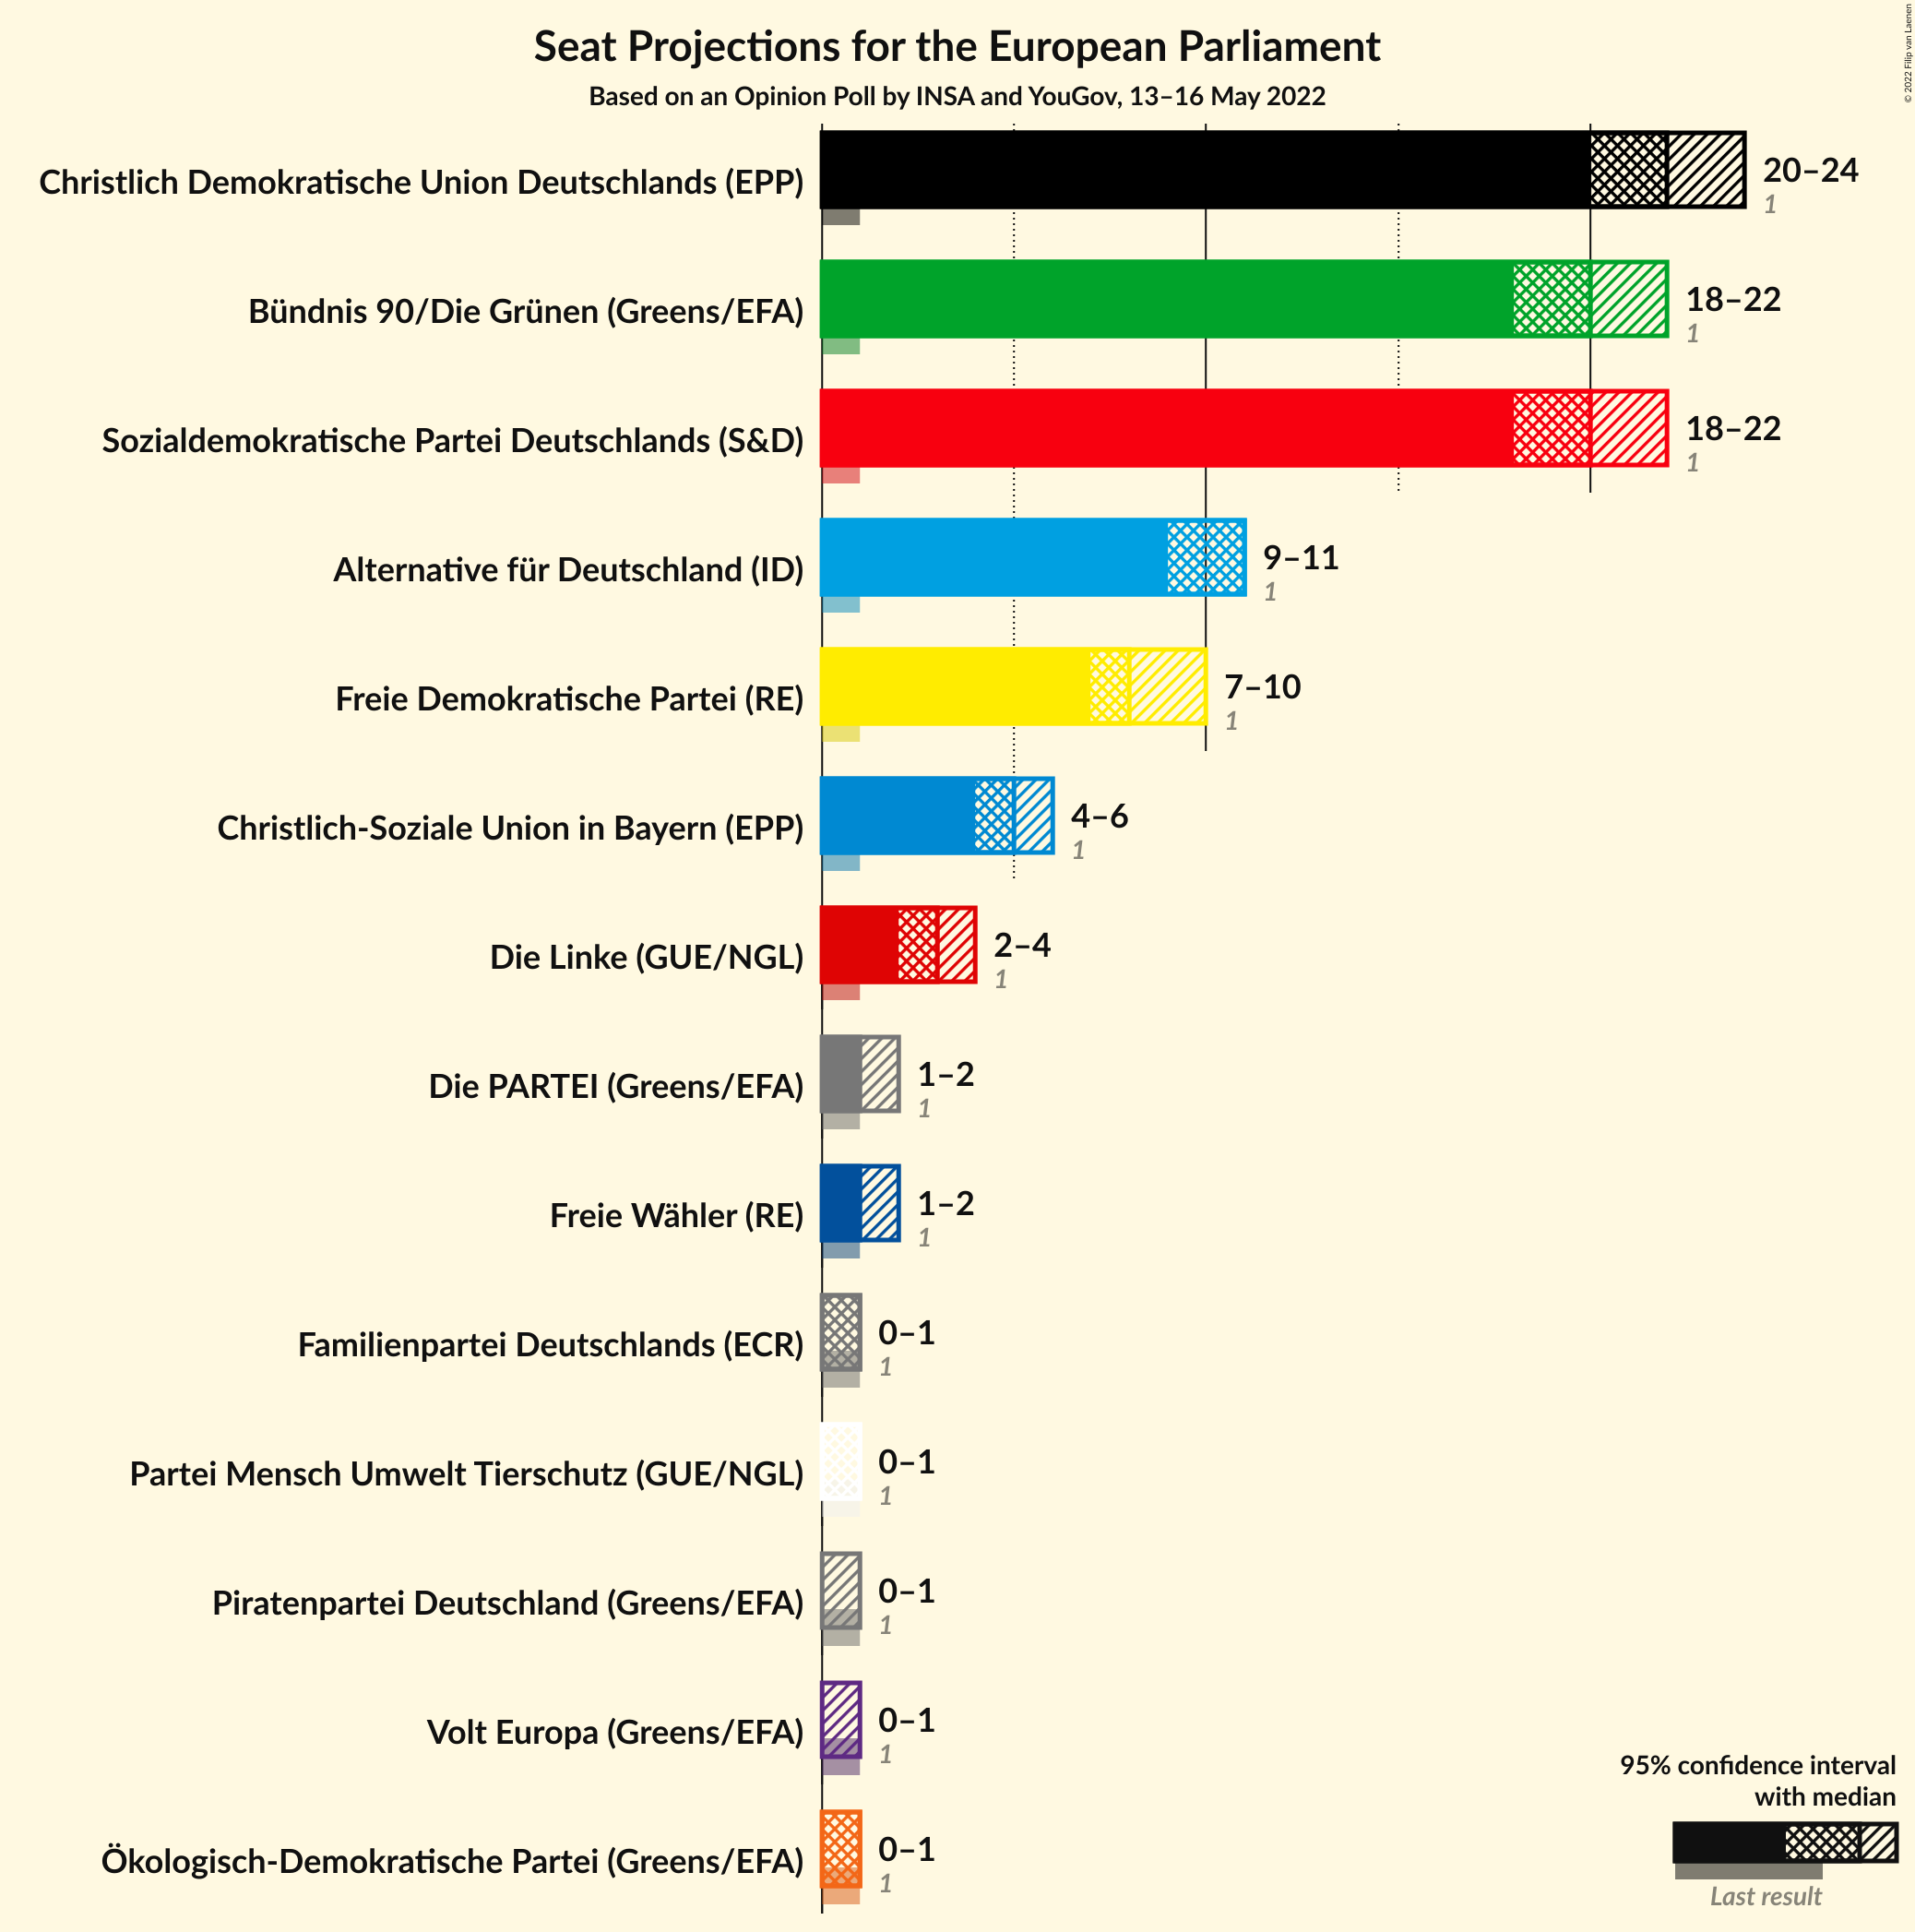 Seat Projections for the European Parliament
Based on an Opinion Poll by INSA and YouGov, 13–16 May 2022
© 2022 Filip van Laenen
Christlich Demokratische Union Deutschlands (EPP)
20–24
1
Bündnis 90/Die Grünen (Greens/EFA)
18–22
1
Sozialdemokratische Partei Deutschlands (S&D)
18–22
1
Alternative für Deutschland (ID)
9–11
1
Freie Demokratische Partei (RE)
7–10
1
Christlich-Soziale Union in Bayern (EPP)
4–6
1
Die Linke (GUE/NGL)
2–4
1
Die PARTEI (Greens/EFA)
1–2
1
Freie Wähler (RE)
1–2
1
Familienpartei Deutschlands (ECR)
0–1
1
Partei Mensch Umwelt Tierschutz (GUE/NGL)
0–1
1
Piratenpartei Deutschland (Greens/EFA)
0–1
1
Volt Europa (Greens/EFA)
0–1
1
Ökologisch-Demokratische Partei (Greens/EFA)
0–1
1
95% confidence interval
with median
Last result